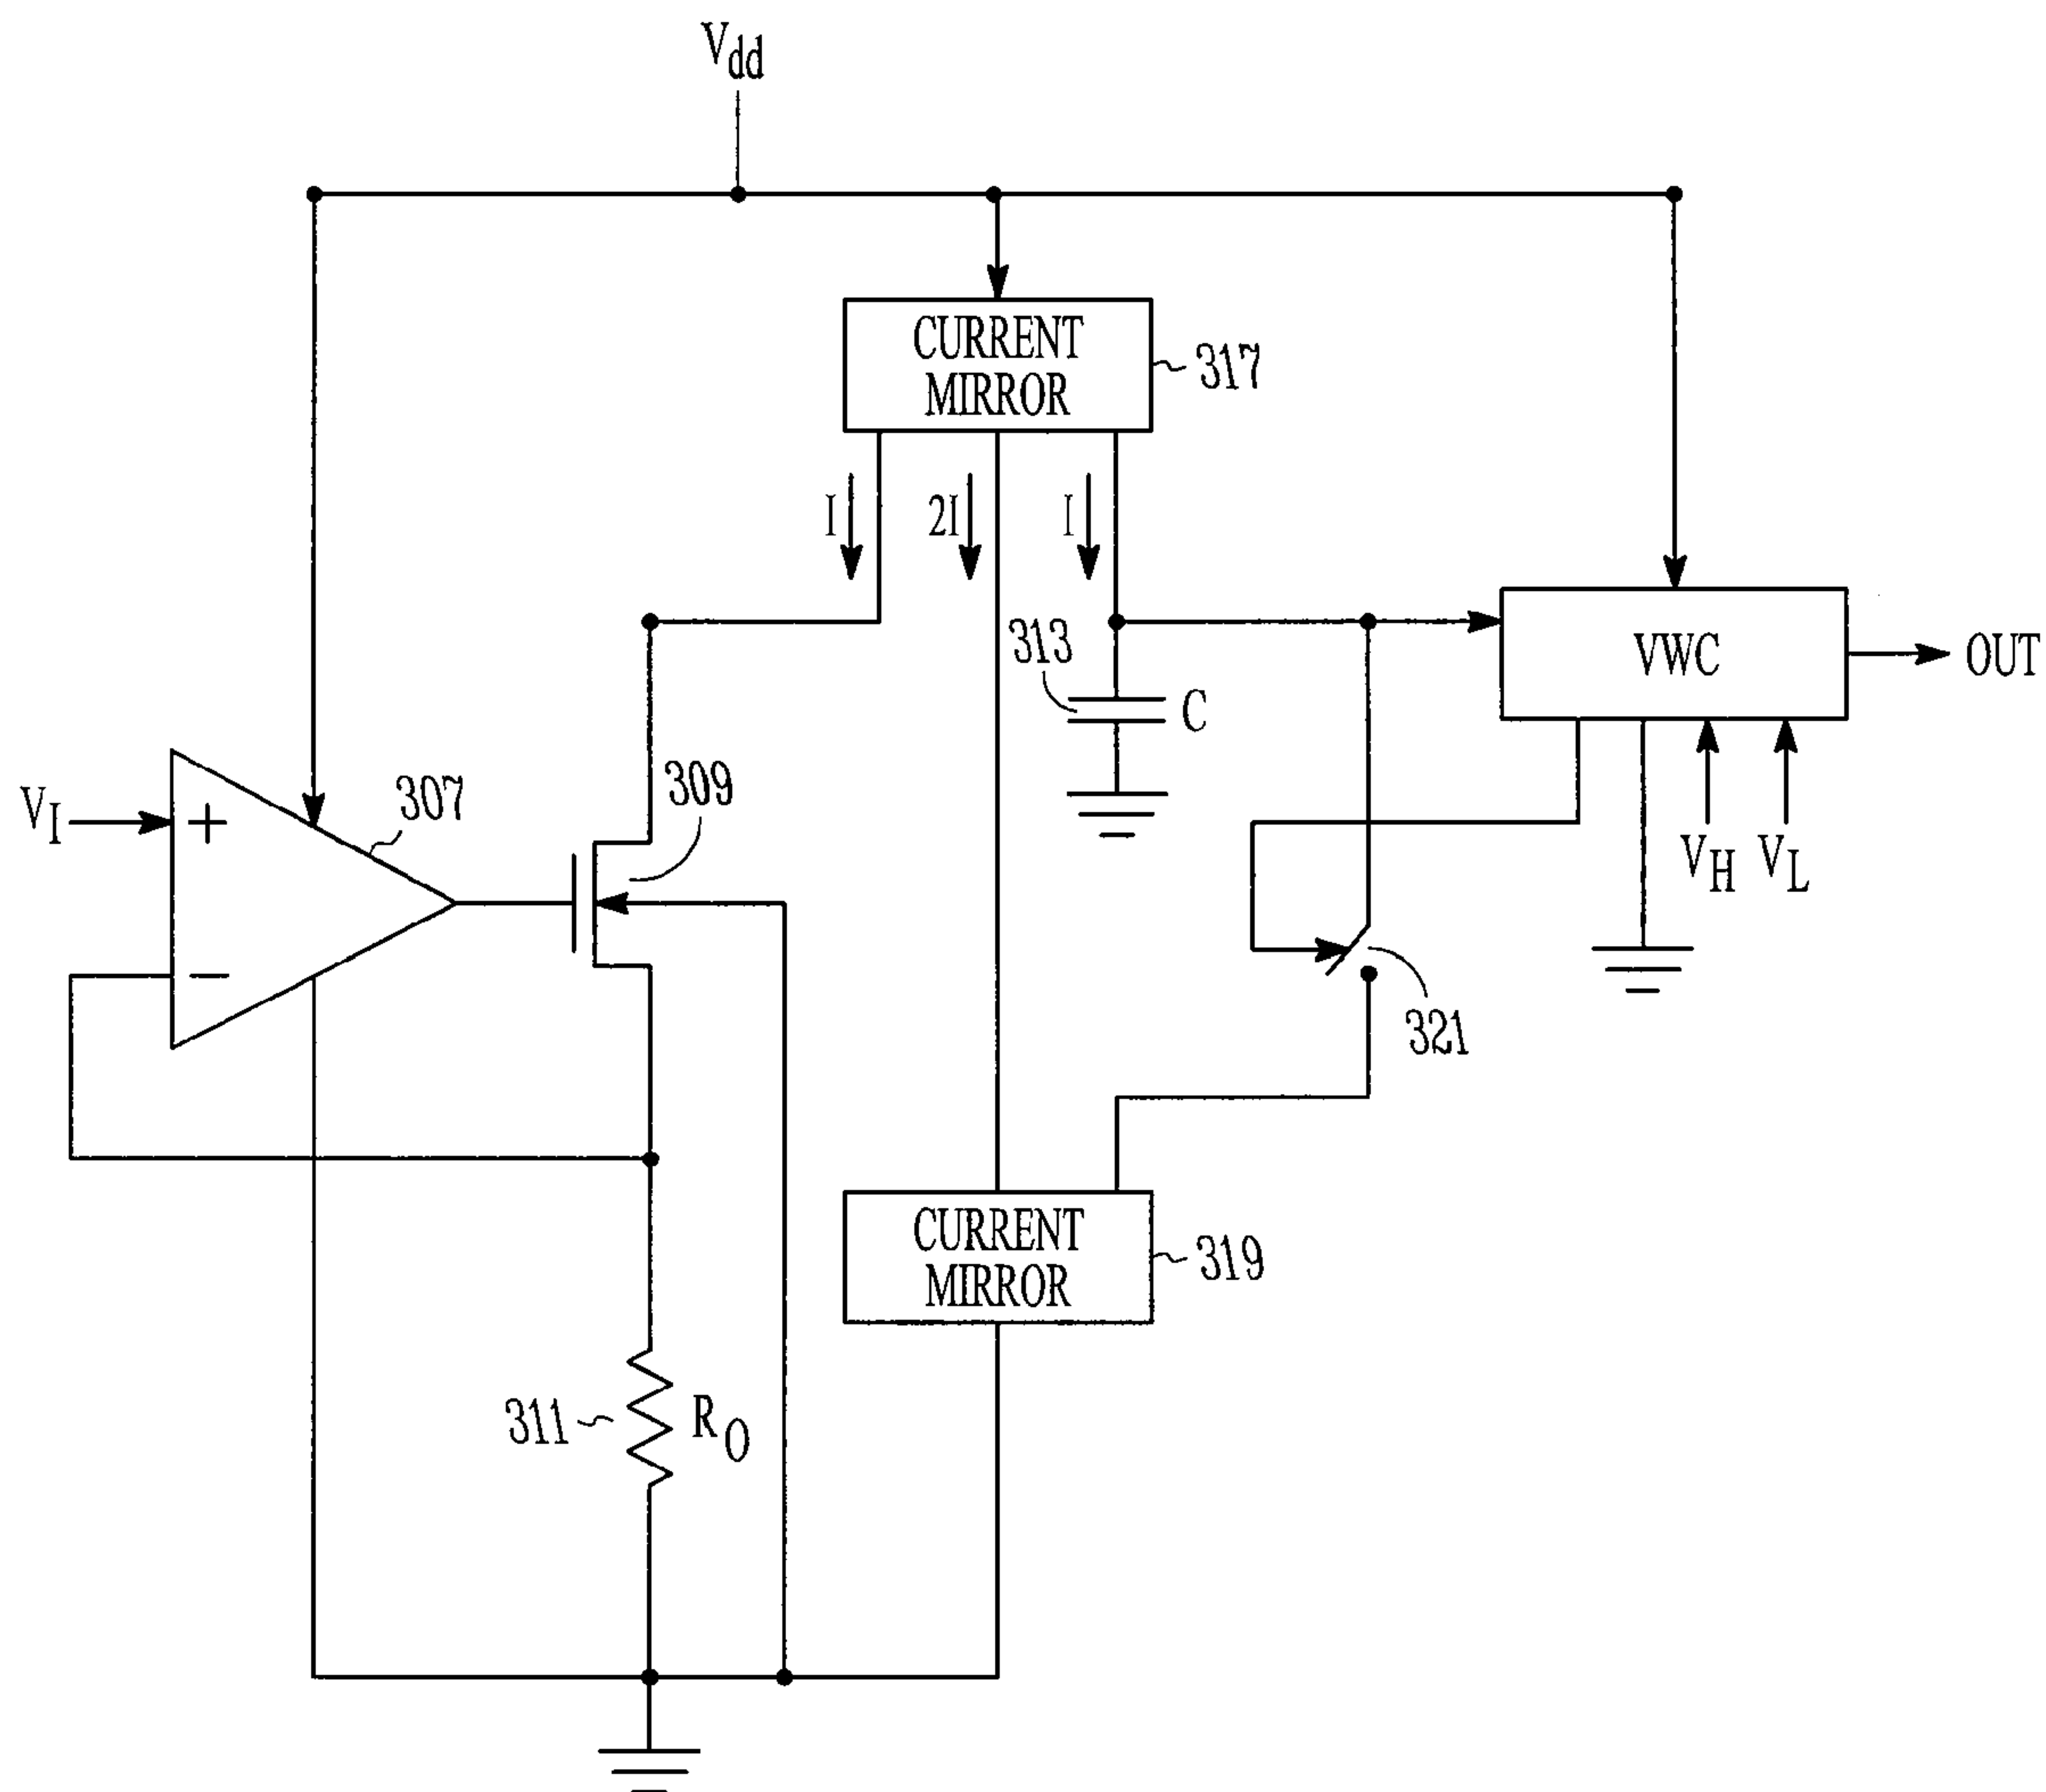 Vdd
CURRENT
MIRROR
317
I
2I
I
313
C
VWC
OUT
VI
+
307
309
VH
VL
−
321
CURRENT
MIRROR
319
311
RO